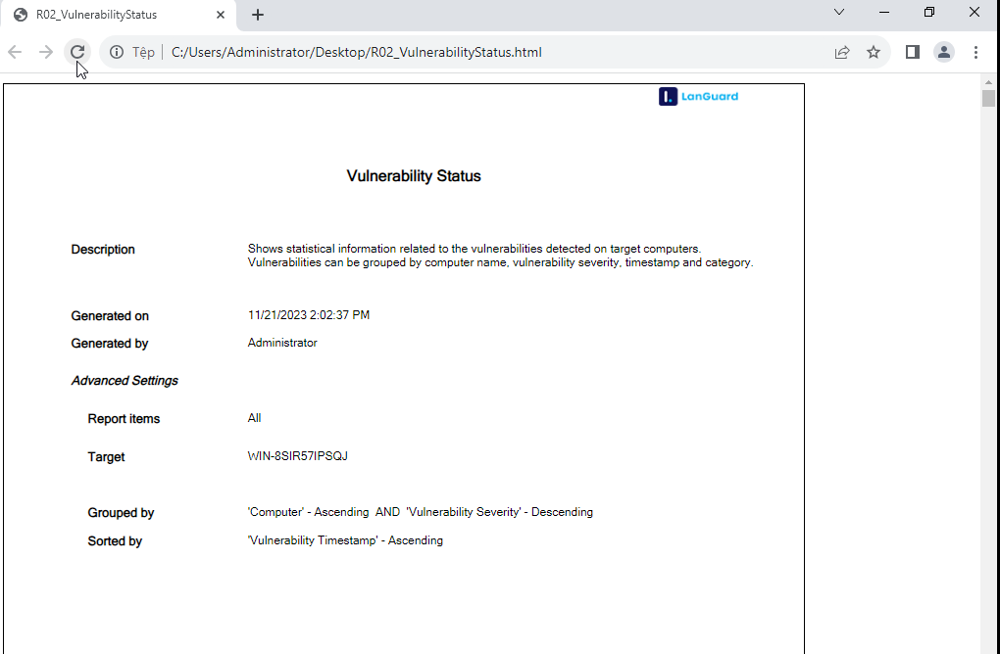 R02_VulnerabilityStatus
Tệp
C:/Users/Administrator/Desktop/R02_VulnerabilityStatus.html
LanGuard
Vulnerability Status
Description
Shows statistical information related to the vulnerabilities detected on target computers.
Vulnerabilities can be grouped by computer name, vulnerability severity, timestamp and category.
Generated on
11/21/2023 2:02:37 PM
Generated by
Administrator
Advanced Settings
Report items
All
Target
WIN-8SIR57IPSQJ
Grouped by
'Computer' - Ascending AND 'Vulnerability Severity' - Descending
Sorted by
'Vulnerability Timestamp' - Ascending